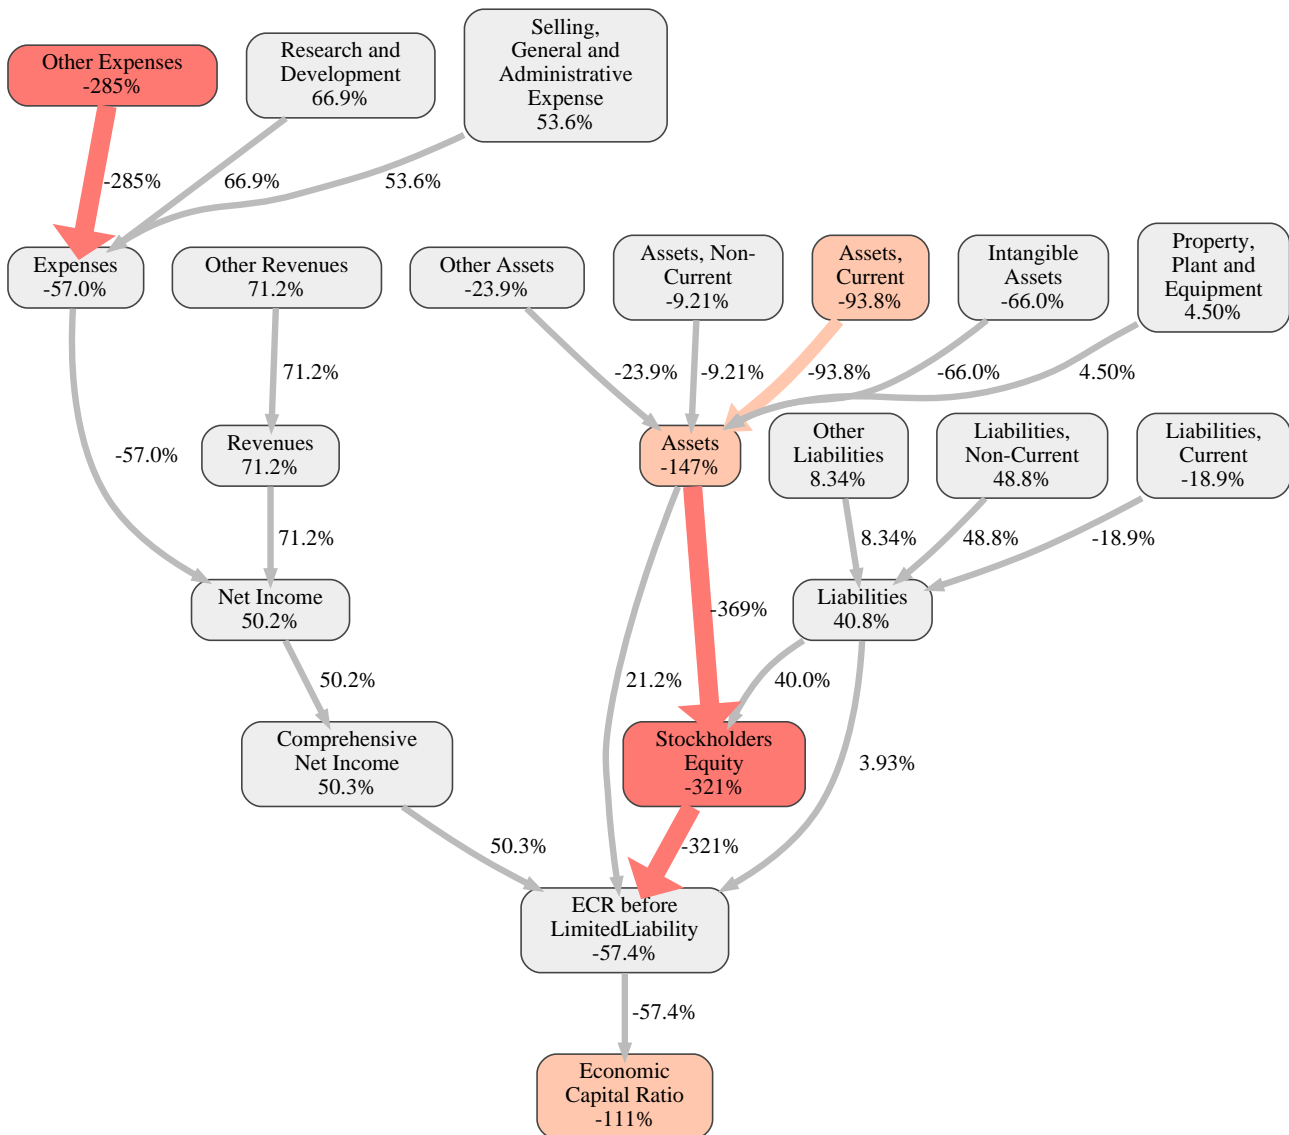 Other Expenses
-285%
Research and
Development
66.9%
Selling,
General and
Administrative
Expense
53.6%
-285%
66.9%
53.6%
Expenses
-57.0%
Other Revenues
71.2%
Other Assets
-23.9%
Assets, Non-
Current
-9.21%
Assets,
Current
-93.8%
Intangible
Assets
-66.0%
Property,
Plant and
Equipment
4.50%
71.2%
-23.9%
-9.21%
-93.8%
-66.0%
4.50%
-57.0%
Revenues
71.2%
Assets
-147%
Other
Liabilities
8.34%
Liabilities,
Non-Current
48.8%
Liabilities,
Current
-18.9%
71.2%
8.34%
48.8%
-18.9%
Net Income
50.2%
-369%
Liabilities
40.8%
50.2%
21.2%
40.0%
Comprehensive
Net Income
50.3%
Stockholders
Equity
-321%
3.93%
50.3%
-321%
ECR before
LimitedLiability
-57.4%
-57.4%
Economic
Capital Ratio
-111%